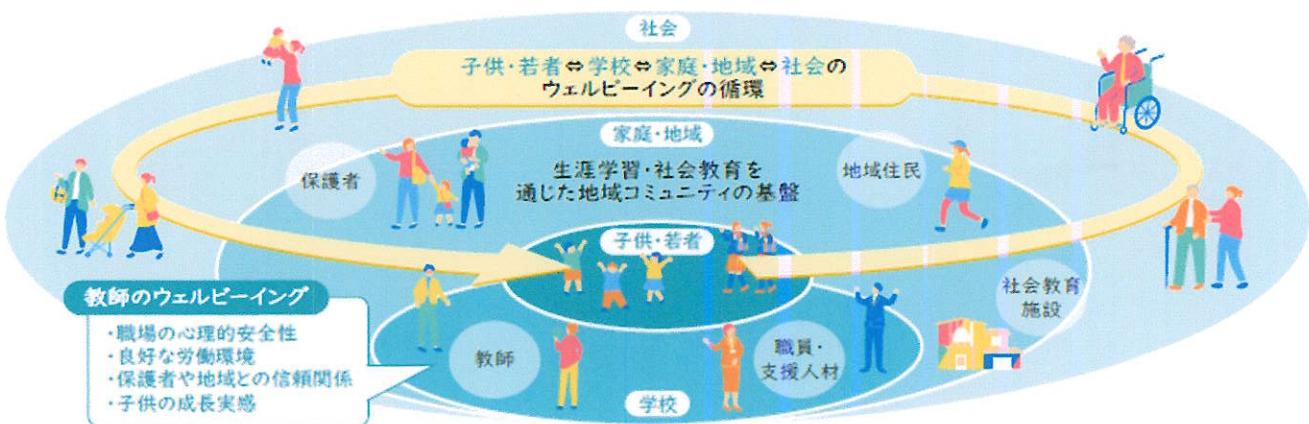 社会
子供・若者⇔学校⇔家庭・地域⇔社会の
ウェルビーイングの循環
家庭・地域
保護者
生涯学習・社会教育を
通じた地域コミュニティの基盤
地域住民
子供・若者
社会教育
施設
教師のウェルビーイング
・職場の心理的安全性
・良好な労働環境
・保護者や地域との信頼関係
・子供の成長実感
教師
職員・
支援人材
学校